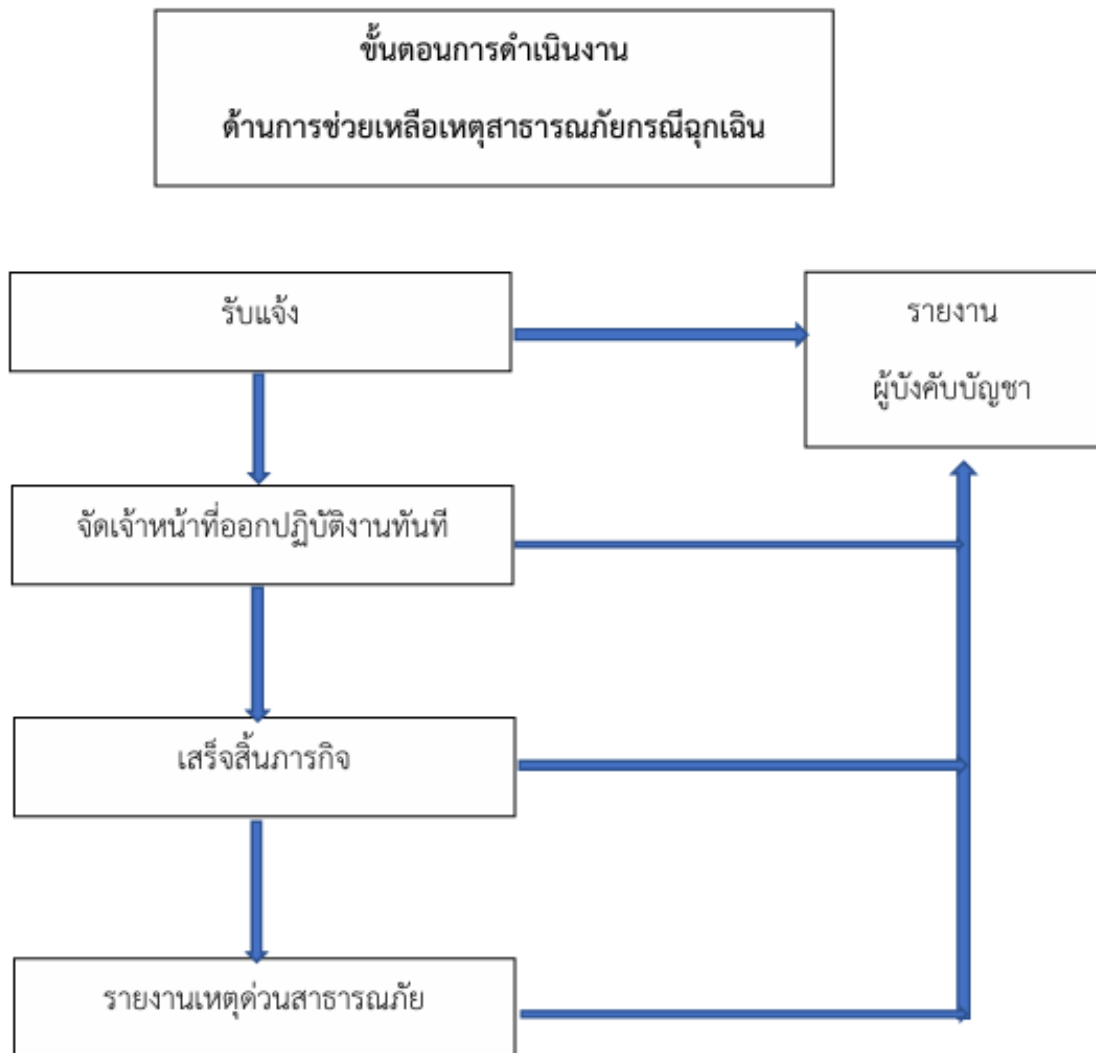 ขั้นตอนการดำเนินงาน
ด้านการช่วยเหลือเหตุสาธารณภัยกรณีฉุกเฉิน
รับแจ้ง
รายงาน
ผู้บังคับบัญชา
จัดเจ้าหน้าที่ออกปฏิบัติงานทันที
เสร็จสิ้นภารกิจ
รายงานเหตุด่วนสาธารณภัย